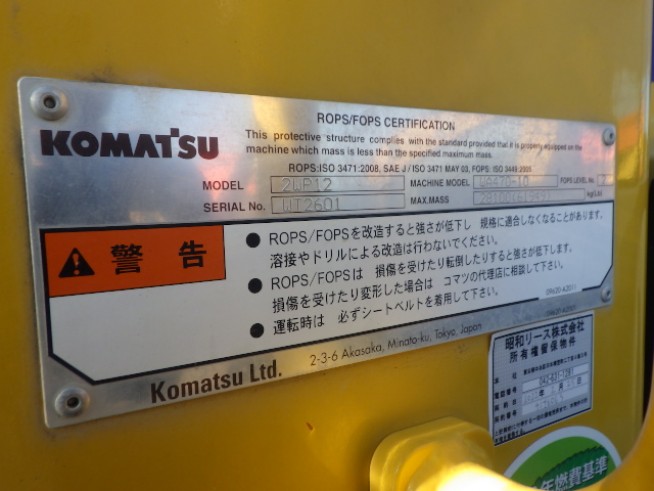 ROPS/FOPS CERTIFICATION
KOMATSU
This protective structure complies with the standard provided that it is properly equipped on the
machine which mass is less than the specified maximum mass.
ROPS:ISO 3471:2008, SAE J / ISO 3471 MAY 03, FOPS: ISO 3449:2005
MODEL 2WP12 MACHINE MODEL WA470-10 FOPS LEVEL No.
SERIAL No. WT2601 MAX.MASS kg(Lb)
警告
● ROPS/FOPSを改造すると強さが低下し 規格に適合しなくなることがあります。
溶接やドリルによる改造は行わないでください。
● ROPS/FOPSは 損傷を受けたり転倒したりすると強さが低下します。
損傷を受けたり変形した場合は コマツの代理店に相談して下さい。
● 運転時は 必ずシートベルトを着用して下さい。
Komatsu Ltd. 2-3-6 Akasaka, Minato-ku, Tokyo, Japan
昭和リース株式会社
所有権留保物件
年燃費基準